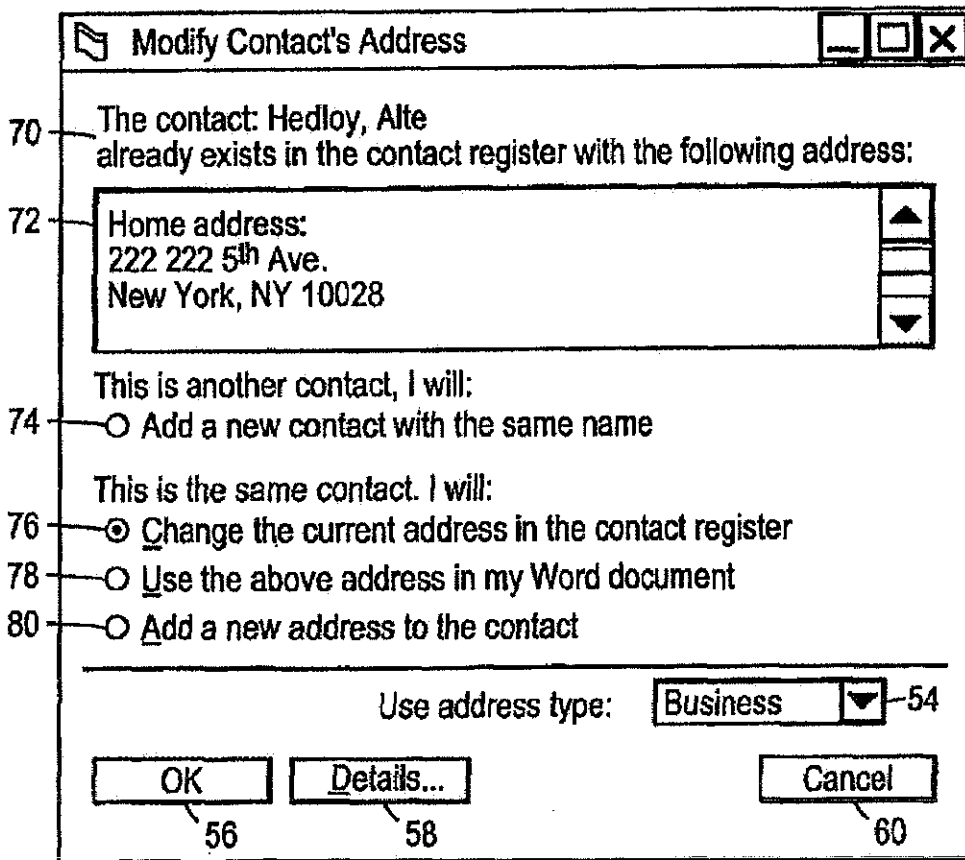 Modify Contact's Address
70 The contact: Hedloy, Alte
already exists in the contact register with the following address:
72 Home address:
222 222 5th Ave.
New York, NY 10028
This is another contact, I will:
74 Add a new contact with the same name
This is the same contact. I will:
76 Change the current address in the contact register
78 Use the above address in my Word document
80 Add a new address to the contact
Use address type: Business 54
OK Details... Cancel
56 58 60